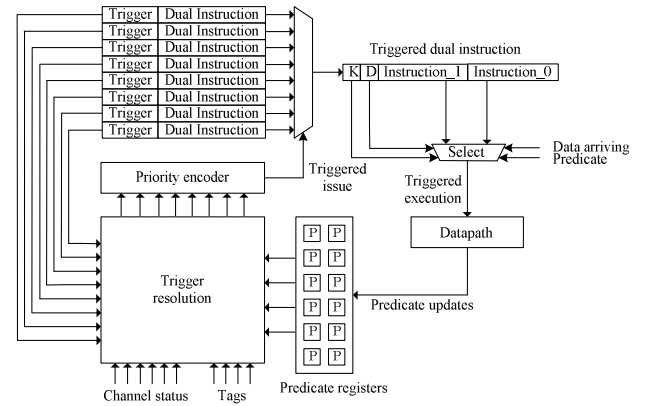 Trigger Dual Instruction
Trigger Dual Instruction
Trigger Dual Instruction
Trigger Dual Instruction
Trigger Dual Instruction
Trigger Dual Instruction
Trigger Dual Instruction
Trigger Dual Instruction
Triggered dual instruction
K D Instruction_1 Instruction_0
Select
Data arriving
Predicate
Priority encoder
Triggered
issue
Triggered
execution
Datapath
Trigger
resolution
P P
P P
P P
P P
P P
P P
Predicate updates
Predicate registers
Channel status
Tags